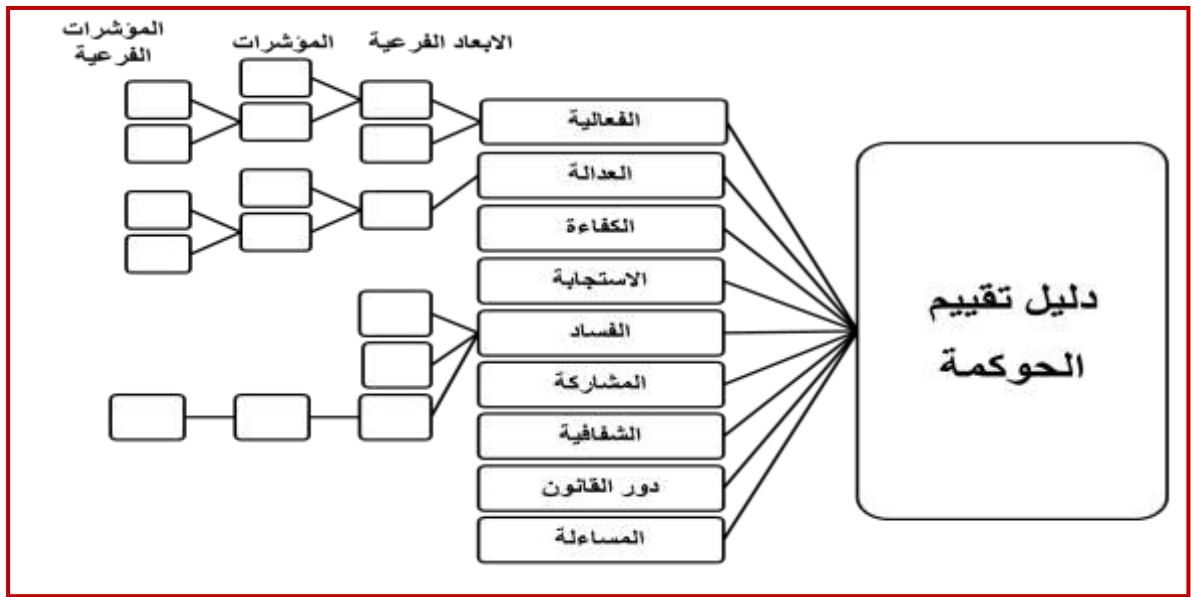 دليل تقييم
الحوكمة
الفعالية
العدالة
الكفاءة
الاستجابة
الفساد
المشاركة
الشفافية
دور القانون
المساءلة
الابعاد الفرعية
المؤشرات
المؤشرات
الفرعية